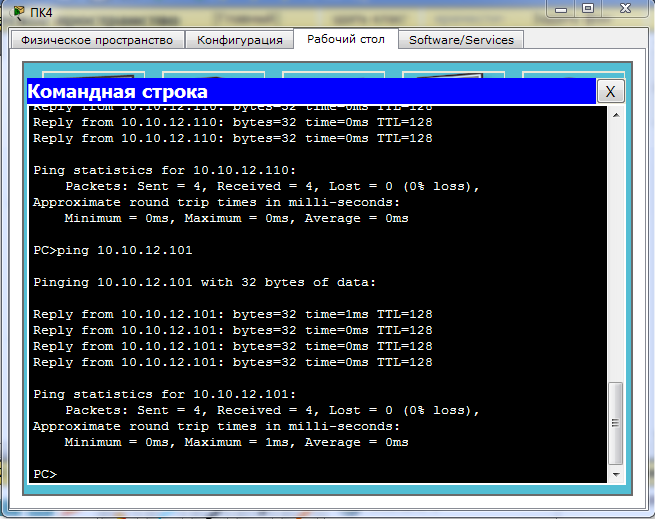 ПК4
Физическое пространство Конфигурация Рабочий стол Software/Services
Командная строка X
Reply from 10.10.12.110: bytes=32 time=0ms TTL=128
Reply from 10.10.12.110: bytes=32 time=0ms TTL=128
Reply from 10.10.12.110: bytes=32 time=0ms TTL=128
Ping statistics for 10.10.12.110:
Packets: Sent = 4, Received = 4, Lost = 0 (0% loss),
Approximate round trip times in milli-seconds:
Minimum = 0ms, Maximum = 0ms, Average = 0ms
PC>ping 10.10.12.101
Pinging 10.10.12.101 with 32 bytes of data:
Reply from 10.10.12.101: bytes=32 time=1ms TTL=128
Reply from 10.10.12.101: bytes=32 time=0ms TTL=128
Reply from 10.10.12.101: bytes=32 time=0ms TTL=128
Reply from 10.10.12.101: bytes=32 time=0ms TTL=128
Ping statistics for 10.10.12.101:
Packets: Sent = 4, Received = 4, Lost = 0 (0% loss),
Approximate round trip times in milli-seconds:
Minimum = 0ms, Maximum = 1ms, Average = 0ms
PC>